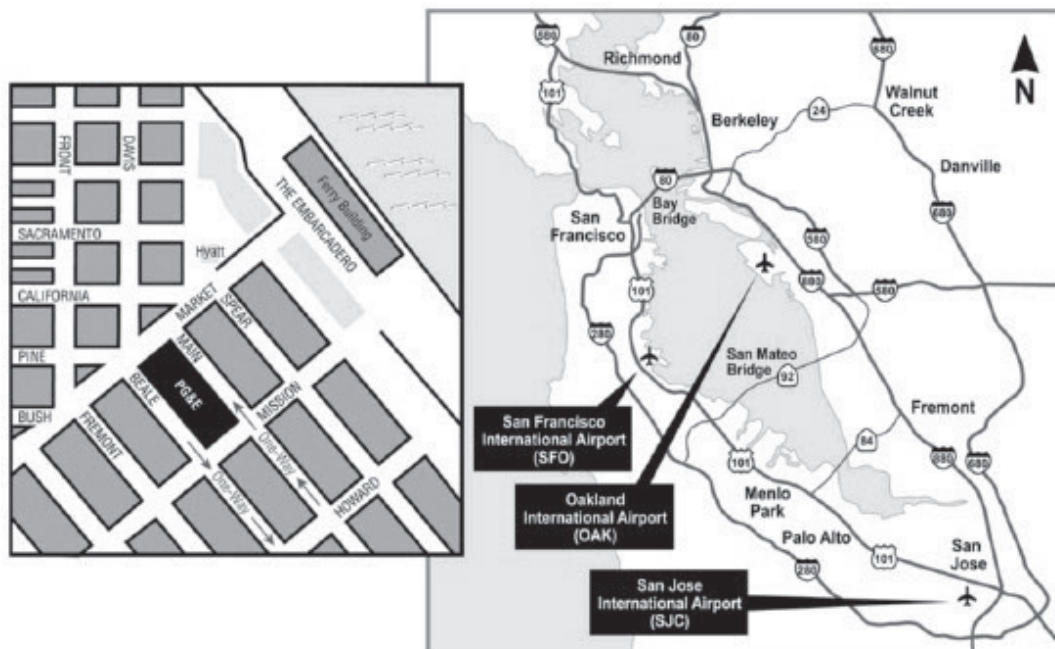 FRONT
DAVIS
SACRAMENTO
CALIFORNIA
PINE
BUSH
Hyatt
THE EMBARCADERO
Ferry Building
MARKET
SPEAR
MAIN
BEALE
FREMONT
PG&E
MISSION
HOWARD
One-Way
One-Way
580
80
680
Richmond
101
N
Walnut
Creek
Berkeley
24
Danville
80
Bay
Bridge
San
Francisco
680
580
880
580
101
280
San Mateo
Bridge
92
Fremont
San Francisco
International Airport
(SFO)
84
880
680
101
Oakland
International Airport
(OAK)
Menlo
Park
Palo Alto
280
101
San
Jose
San Jose
International Airport
(SJC)